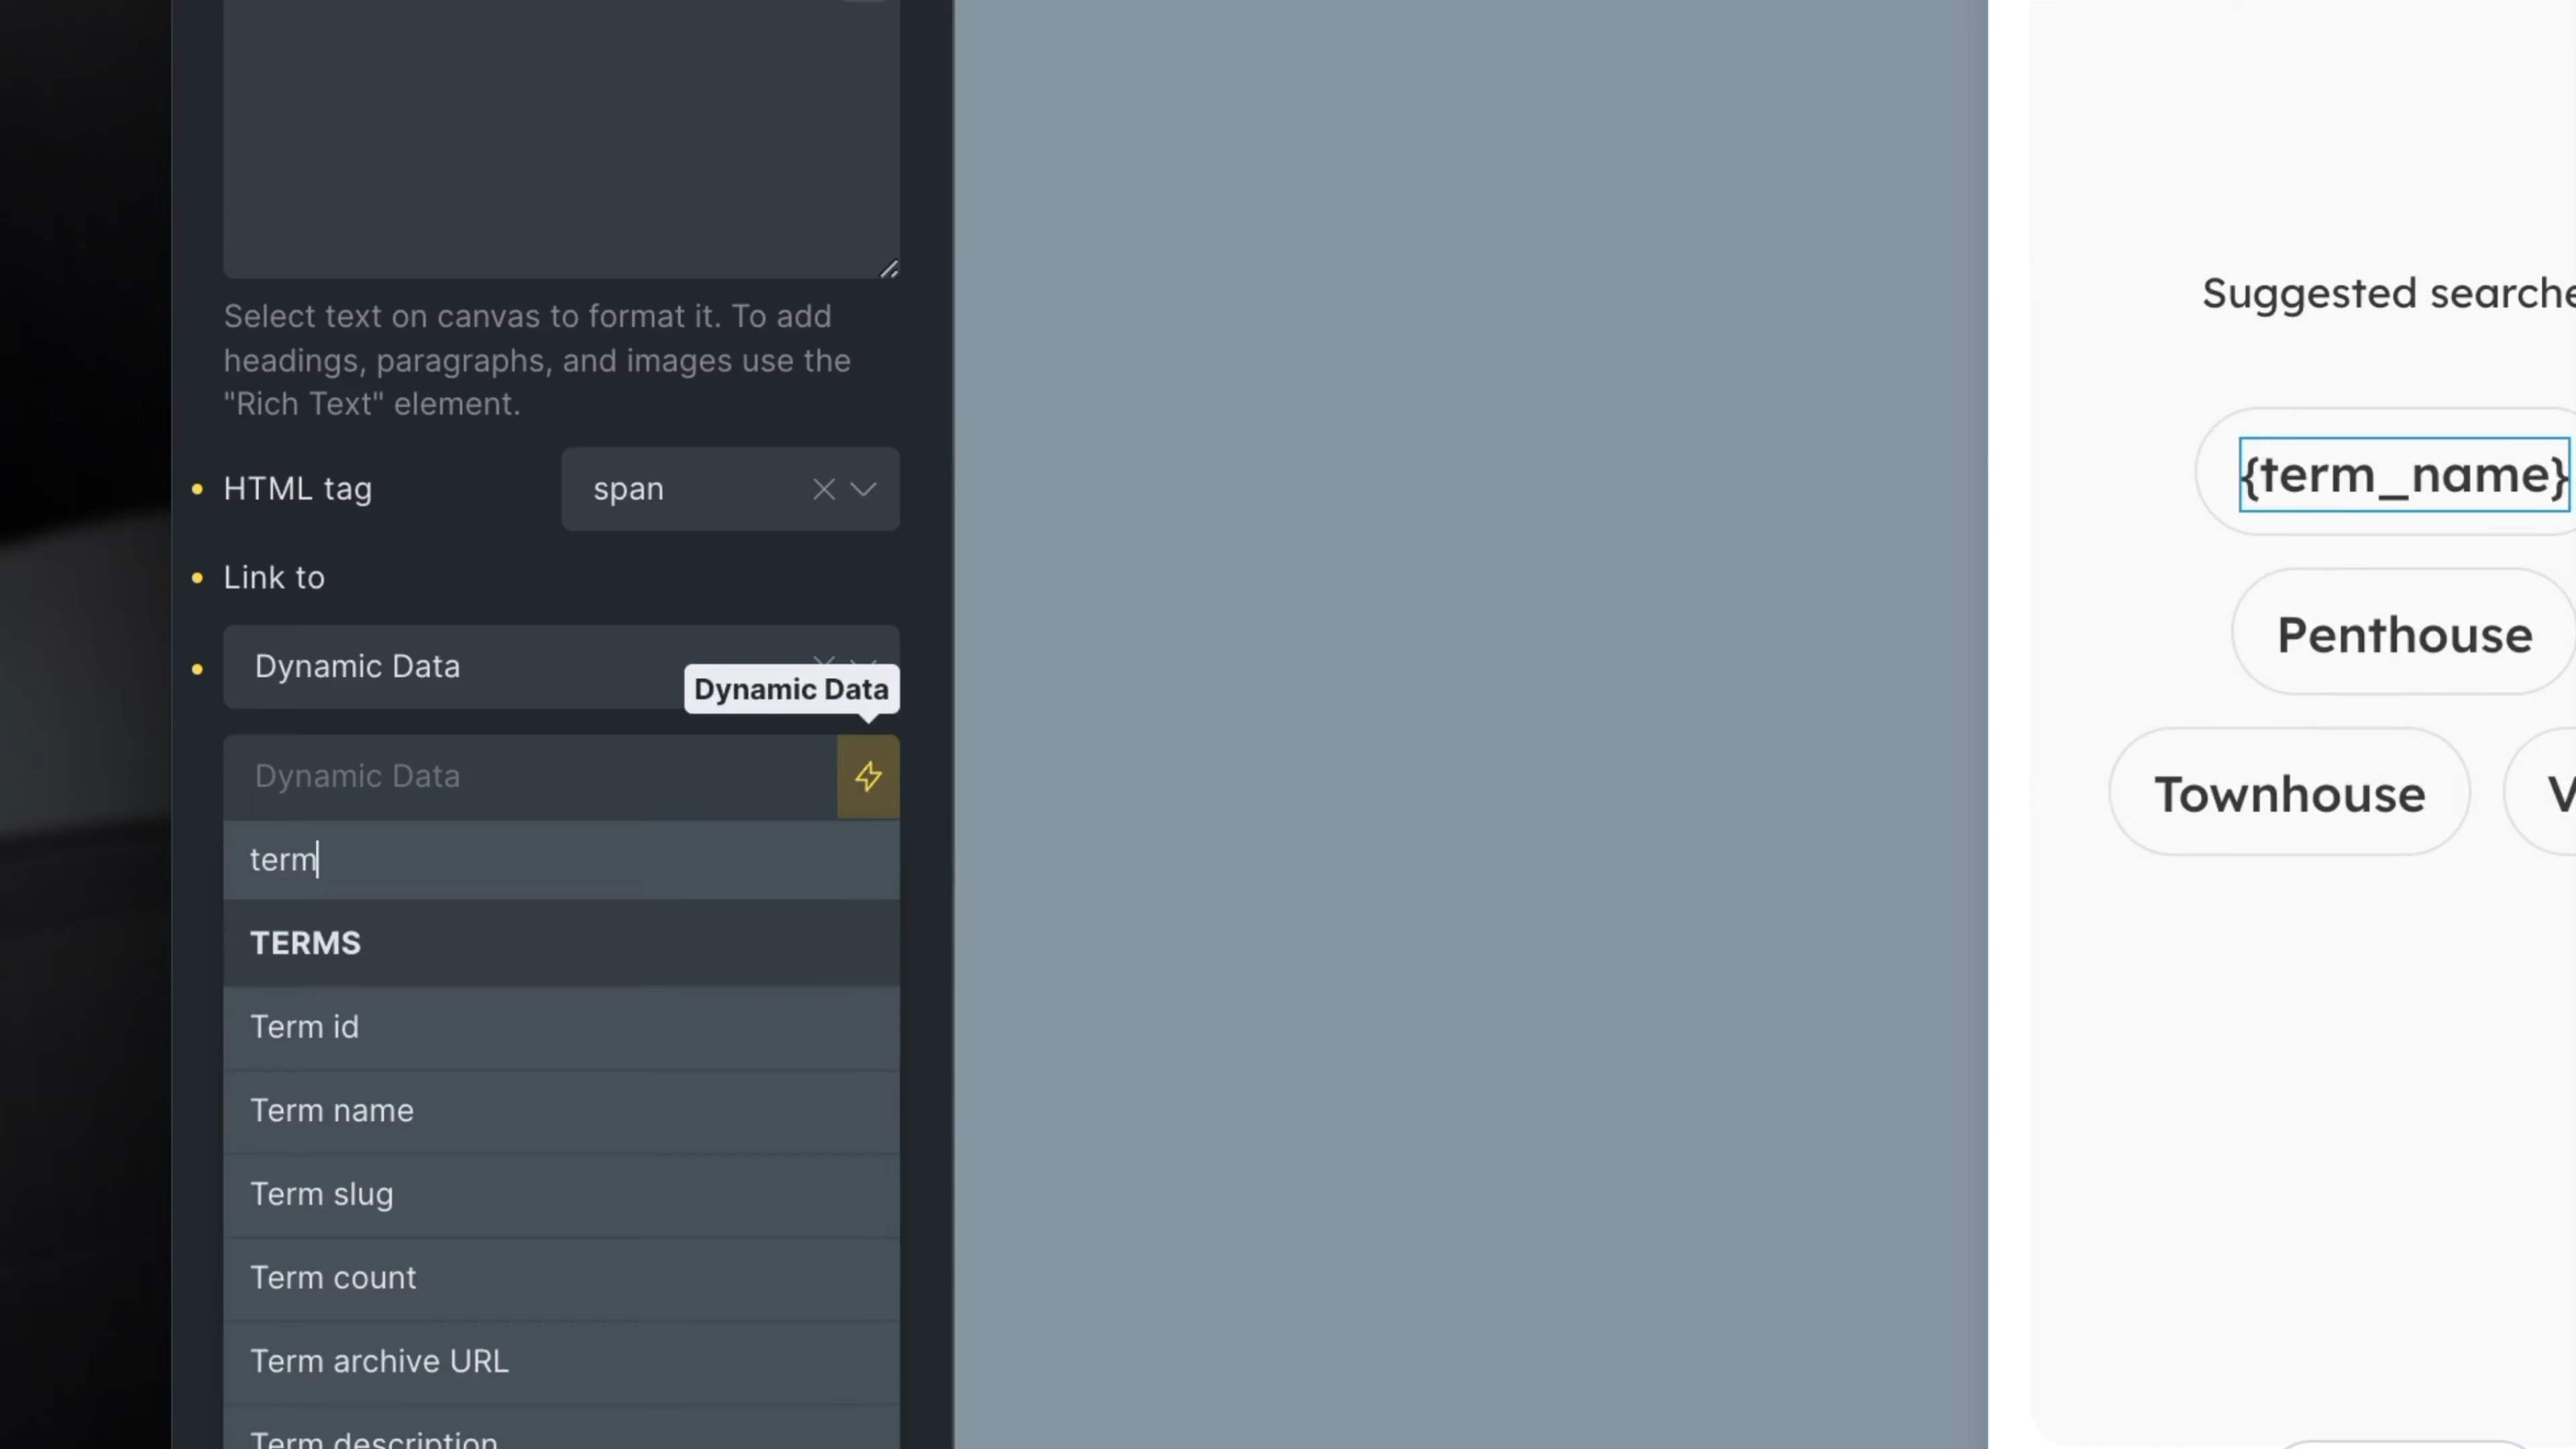 Select text on canvas to format it. To add
headings, paragraphs, and images use the
"Rich Text" element.
HTML tag
span
Link to
Dynamic Data
Dynamic Data
Dynamic Data
term
TERMS
Term id
Term name
Term slug
Term count
Term archive URL
Term description
Suggested searche
{term_name}
Penthouse
Townhouse
V